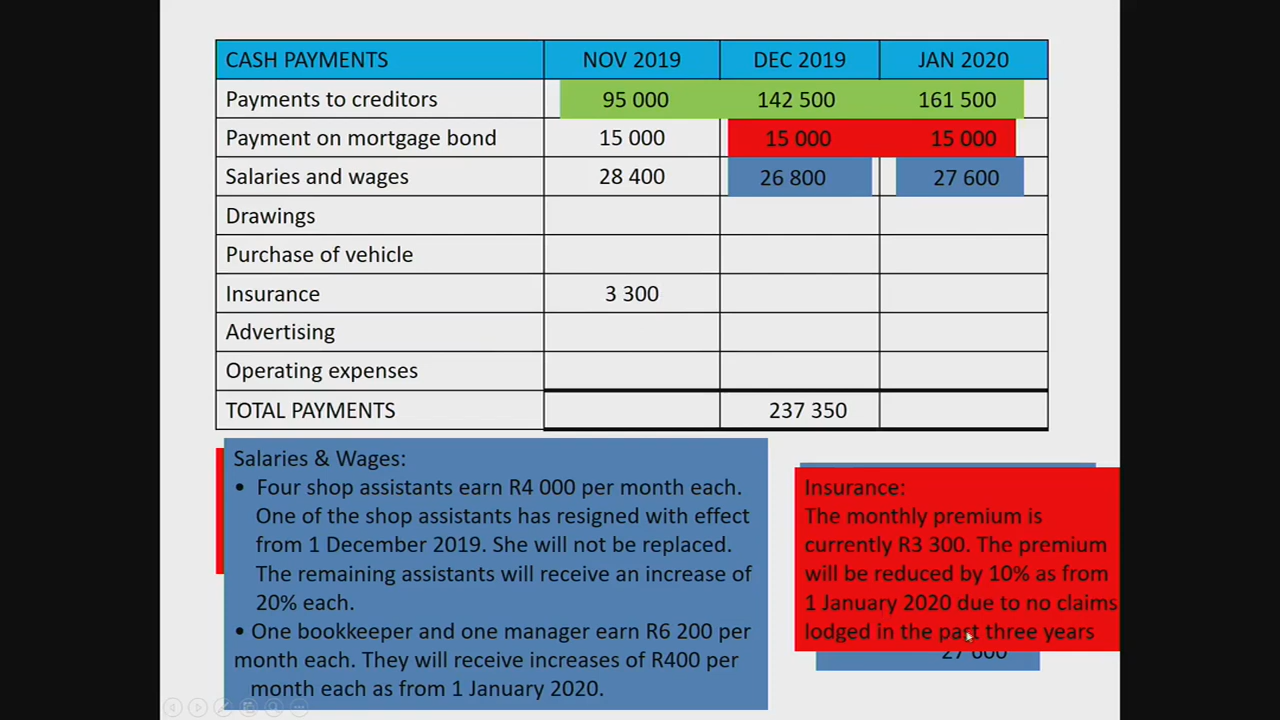 CASH PAYMENTS NOV 2019 DEC 2019 JAN 2020
Payments to creditors 95 000 142 500 161 500
Payment on mortgage bond 15 000 15 000 15 000
Salaries and wages 28 400 26 800 27 600
Drawings
Purchase of vehicle
Insurance 3 300
Advertising
Operating expenses
TOTAL PAYMENTS 237 350
Salaries & Wages:
• Four shop assistants earn R4 000 per month each.
One of the shop assistants has resigned with effect
from 1 December 2019. She will not be replaced.
The remaining assistants will receive an increase of
20% each.
• One bookkeeper and one manager earn R6 200 per
month each. They will receive increases of R400 per
month each as from 1 January 2020.
Insurance:
The monthly premium is
currently R3 300. The premium
will be reduced by 10% as from
1 January 2020 due to no claims
lodged in the past three years
27 600